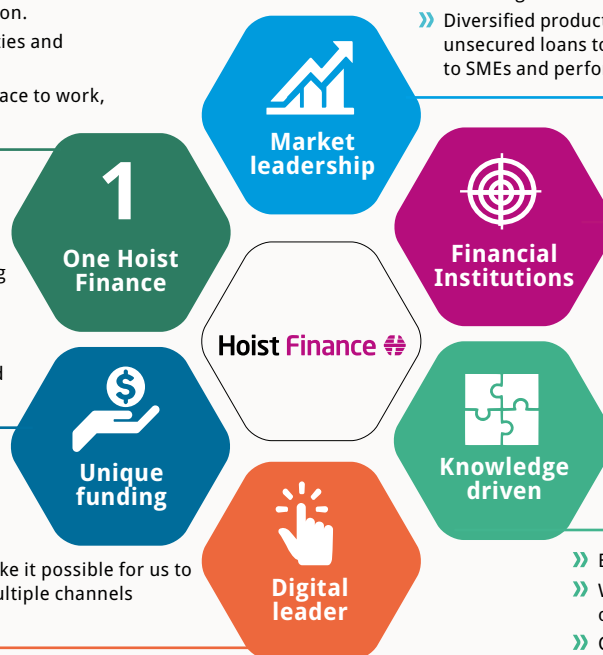 on.
ties and
ace to work,
Diversified product
unsecured loans to
to SMEs and perfo
Market
leadership
1
One Hoist
Finance
Financial
Institutions
g
Hoist Finance
d
Unique
funding
Knowledge
driven
ke it possible for us to
ultiple channels
Digital
leader